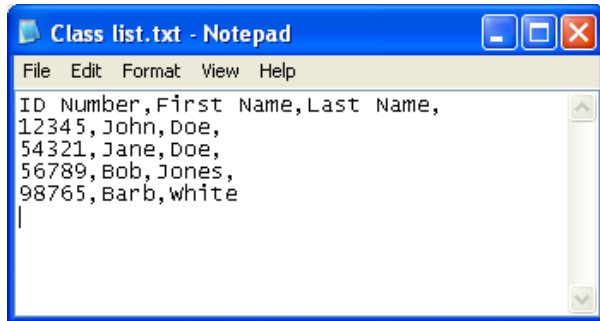 Class list.txt - Notepad
File Edit Format View Help
ID Number,First Name,Last Name,
12345,John,Doe,
54321,Jane,Doe,
56789,Bob,Jones,
98765,Barb,White